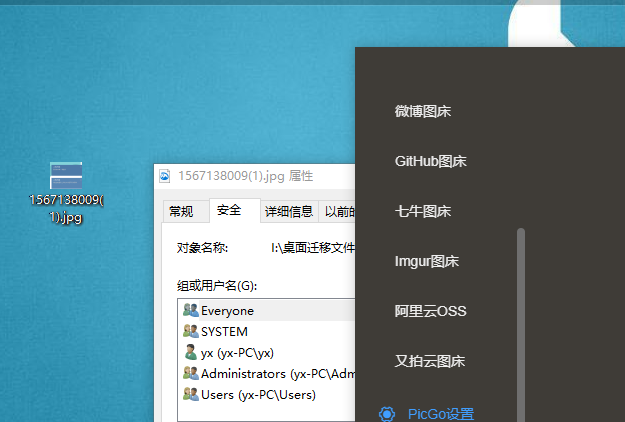 1567138009(
1).jpg
1567138009(1).jpg 属性
常规
安全
详细信息
以前的
对象名称:
I:\桌面迁移文件
组或用户名(G):
Everyone
SYSTEM
yx (yx-PC\yx)
Administrators (yx-PC\Adm
Users (yx-PC\Users)
微博图床
GitHub图床
七牛图床
Imgur图床
阿里云OSS
又拍云图床
PicGo设置